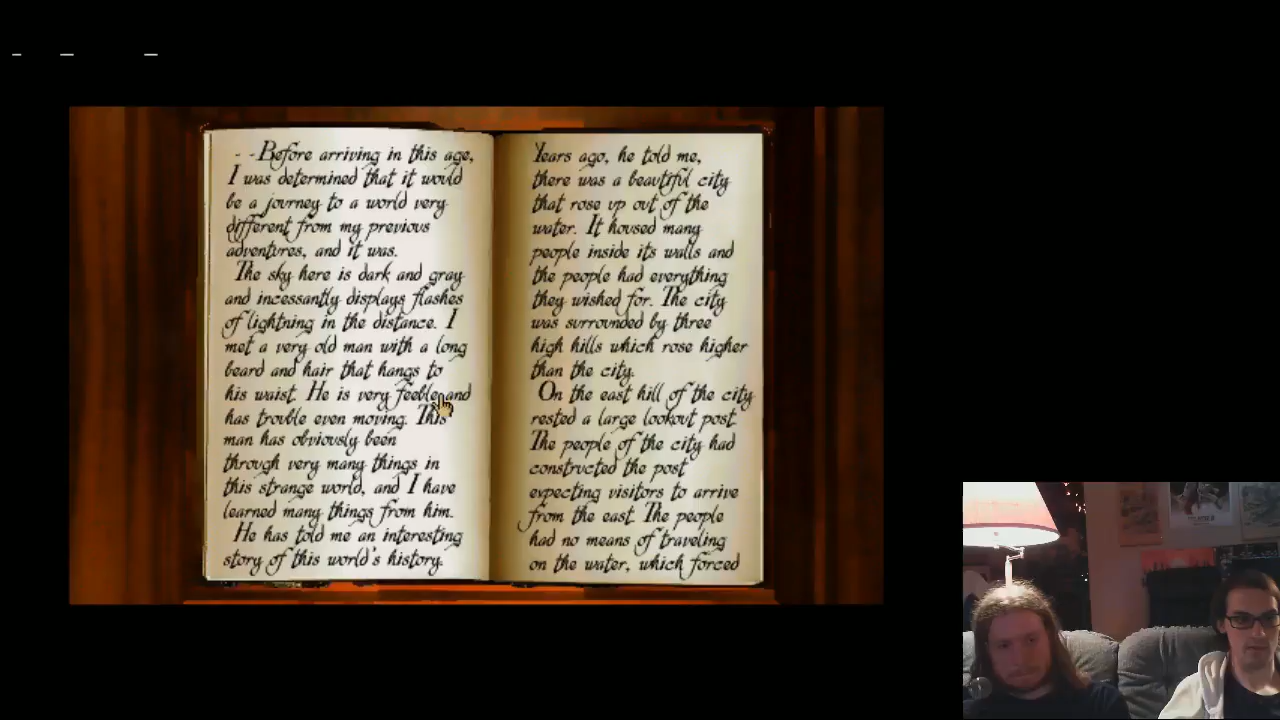 - -Before arriving in this age,
I was determined that it would
be a journey to a world very
different from my previous
adventures, and it was.
The sky here is dark and gray
and incessantly displays flashes
of lightning in the distance. I
met a very old man with a long
beard and hair that hangs to
his waist. He is very feeble and
has trouble even moving. This
man has obviously been
through very many things in
this strange world, and I have
learned many things from him.
He has told me an interesting
story of this world's history.
Years ago, he told me,
there was a beautiful city
that rose up out of the
water. It housed many
people inside its walls and
the people had everything
they wished for. The city
was surrounded by three
high hills which rose higher
than the city.
On the east hill of the city
rested a large lookout post.
The people of the city had
constructed the post
expecting visitors to arrive
from the east. The people
had no means of traveling
on the water, which forced